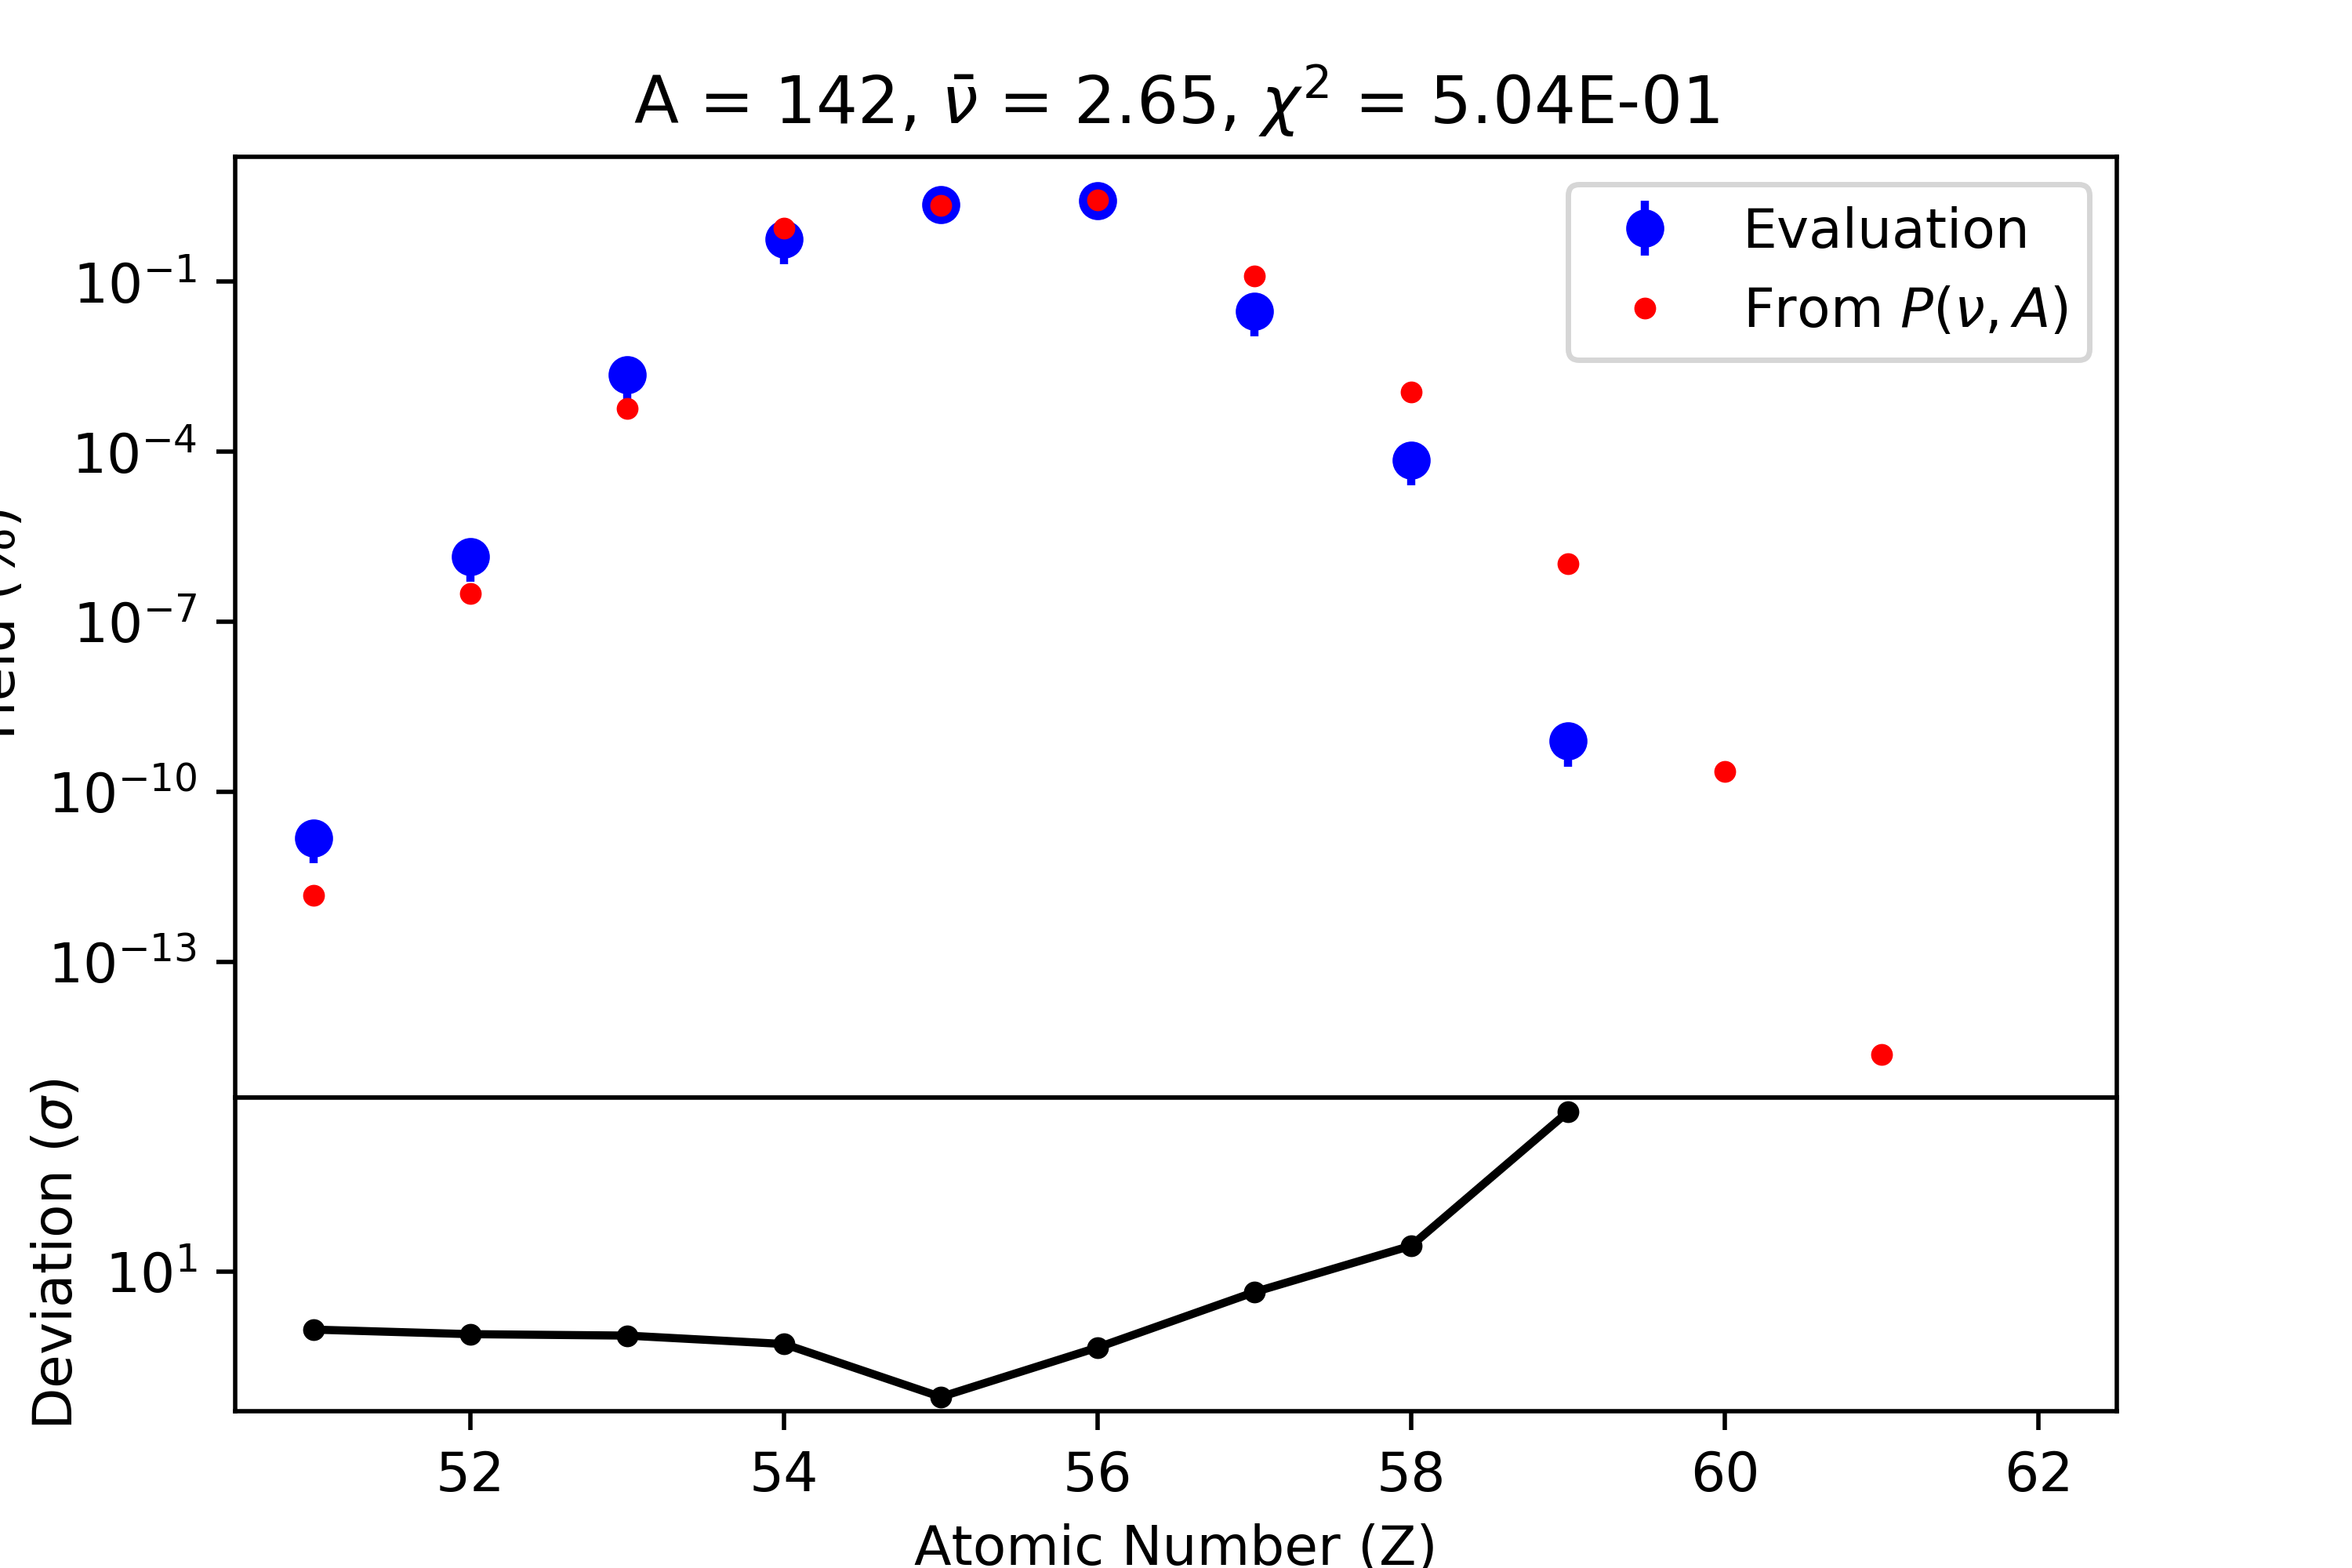 A = 142, ν̄ = 2.65, χ² = 5.04E-01
Evaluation
From P(ν, A)
10⁻¹
10⁻⁴
10⁻⁷
10⁻¹⁰
10⁻¹³
(%)
Deviation (σ)
10¹
52 54 56 58 60 62
Atomic Number (Z)